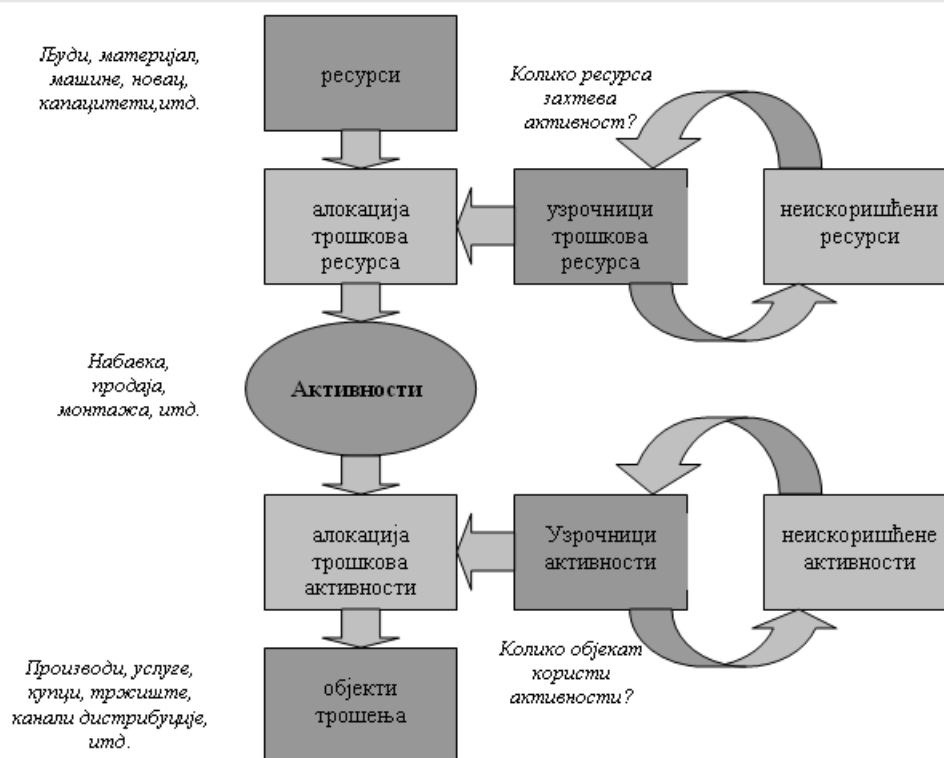 Људи, материјал,
машине, новац,
капацитети,итд.
ресурси
Колико ресурса
захтева
активност?
алокација
трошкова
ресурса
узрочници
трошкова
ресурса
неискоришћени
ресурси
Набавка,
продаја,
монтажа, итд.
Активности
алокација
трошкова
активности
Узрочници
активности
неискоришћене
активности
Производи, услуге,
купци, тржиште,
канали дистрибуције,
итд.
објекти
трошења
Колико објекат
користи
активности?